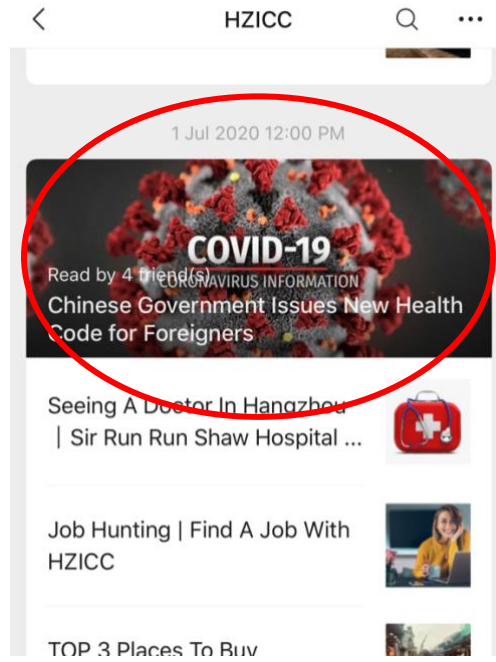 HZICC
1 Jul 2020 12:00 PM
COVID-19
Read by 4 friend(s)
CORONAVIRUS INFORMATION
Chinese Government Issues New Health
Code for Foreigners
Seeing A Doctor In Hangzhou
| Sir Run Run Shaw Hospital ...
Job Hunting | Find A Job With
HZICC
TOP 3 Places To Buy